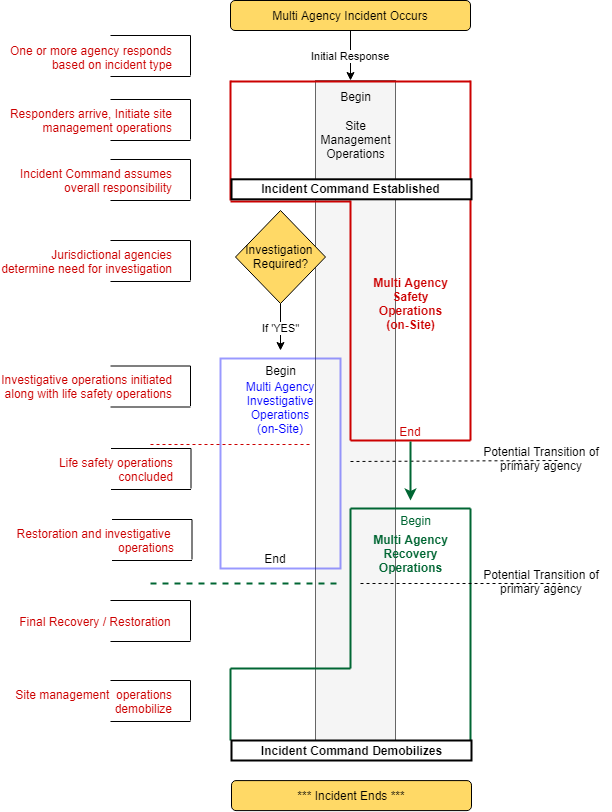 Multi Agency Incident Occurs
One or more agency responds
based on incident type
Initial Response
Begin
Site
Management
Operations
Responders arrive, Initiate site
management operations
Incident Command assumes
overall responsibility
Incident Command Established
Investigation
Required?
Jurisdictional agencies
determine need for investigation
Multi Agency
Safety
Operations
(on-Site)
If 'YES"
Begin
Multi Agency
Investigative
Operations
(on-Site)
Investigative operations initiated
along with life safety operations
End
Potential Transition of
primary agency
Life safety operations
concluded
Begin
Multi Agency
Recovery
Operations
Restoration and investigative
operations
End
Potential Transition of
primary agency
Final Recovery / Restoration
Site management operations
demobilize
Incident Command Demobilizes
*** Incident Ends ***